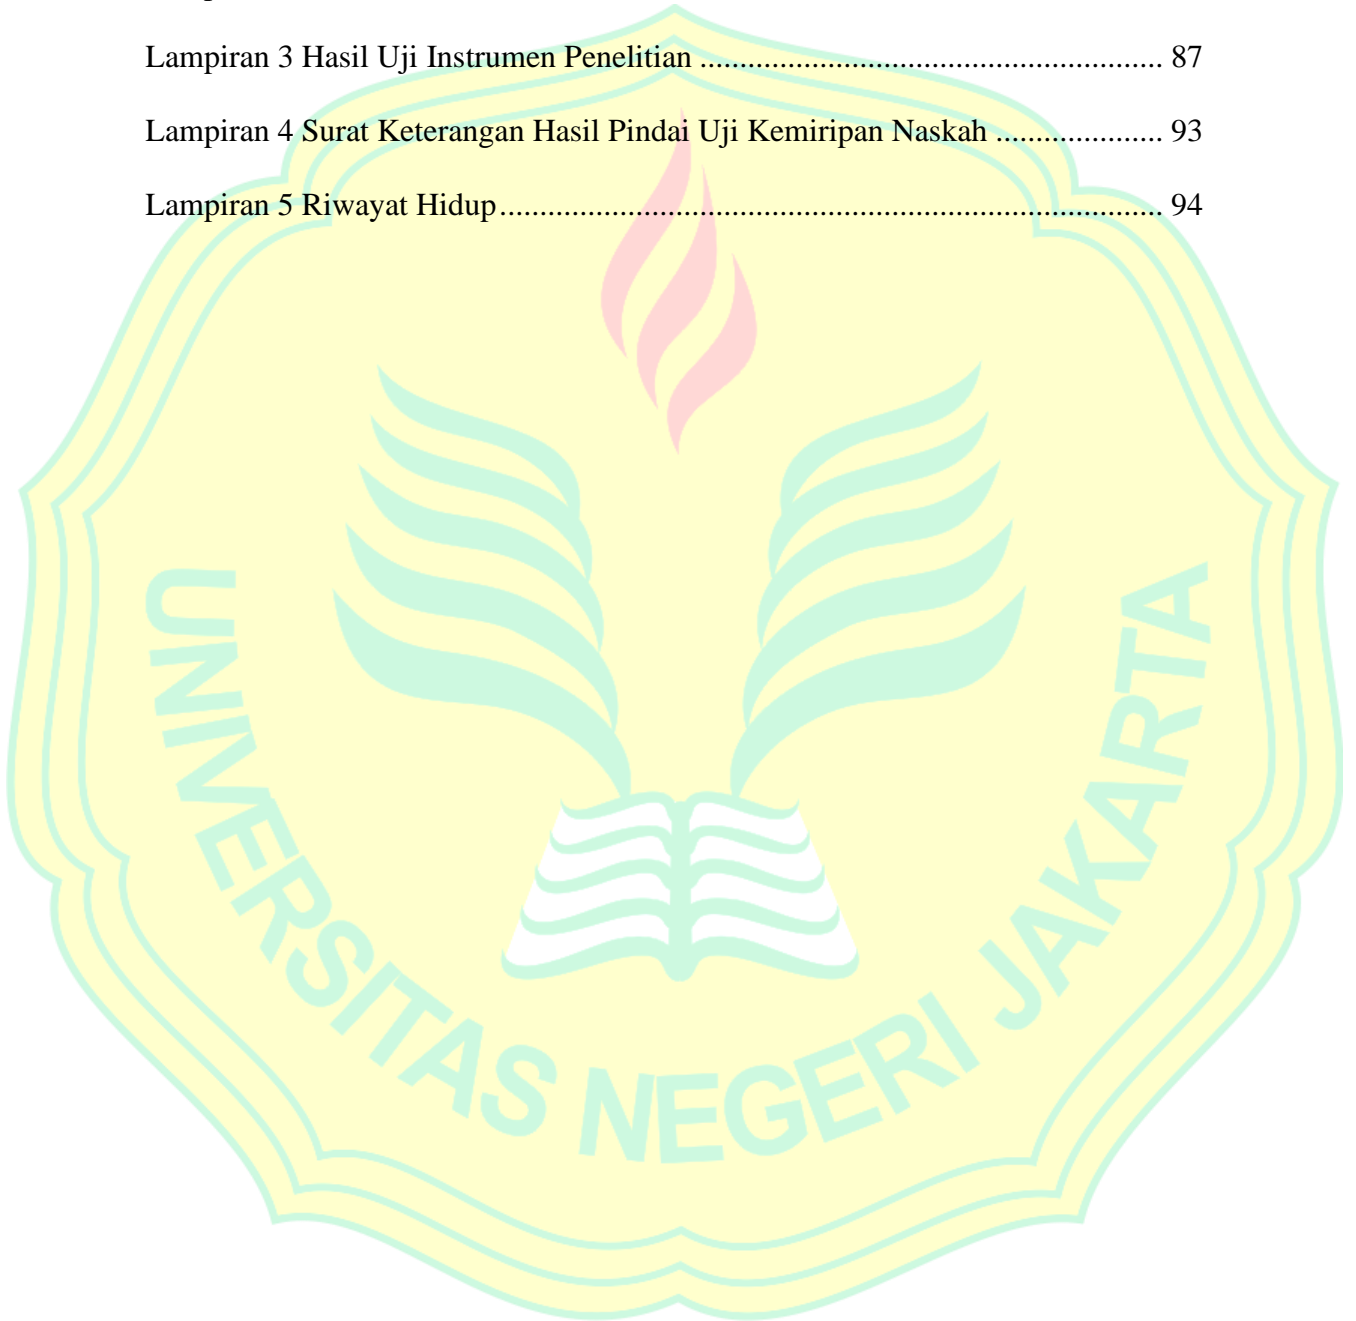 Lampiran 3 Hasil Uji Instrumen Penelitian .......................................................... 87
Lampiran 4 Surat Keterangan Hasil Pindai Uji Kemiripan Naskah ..................... 93
Lampiran 5 Riwayat Hidup................................................................................... 94
UNIVERSITAS NEGERI JAKARTA